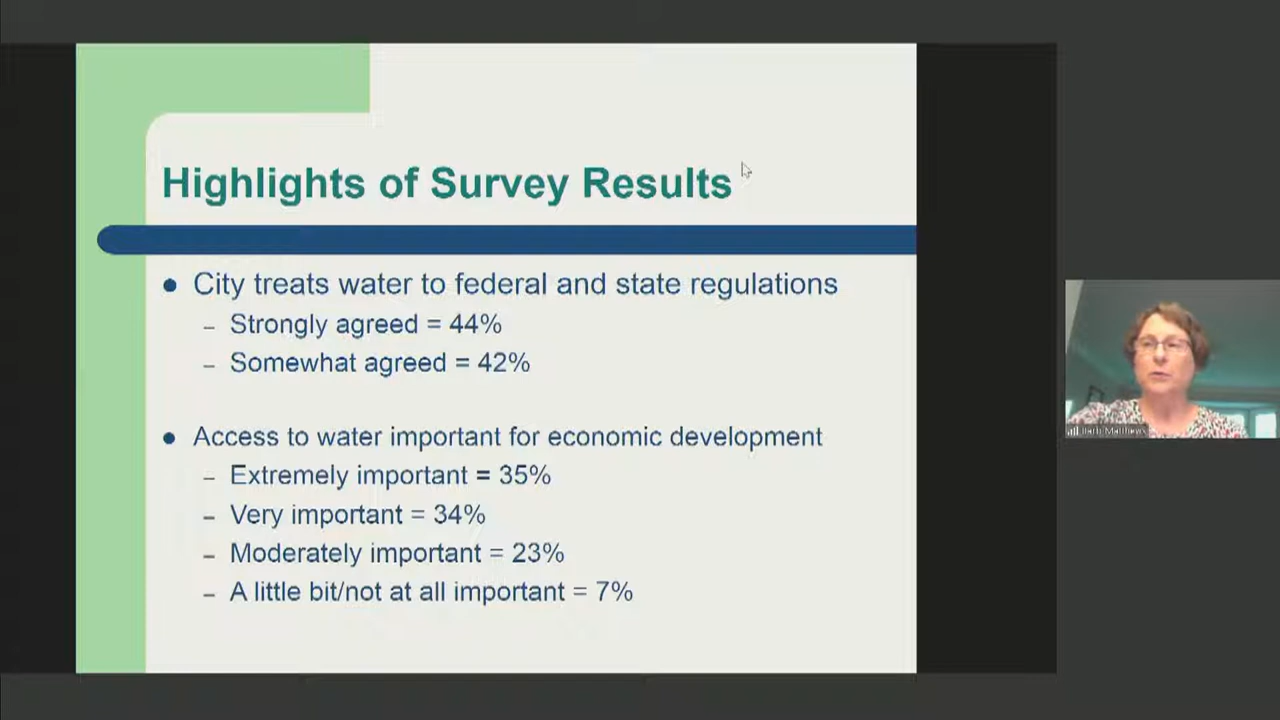 Highlights of Survey Results
● City treats water to federal and state regulations
– Strongly agreed = 44%
– Somewhat agreed = 42%
● Access to water important for economic development
– Extremely important = 35%
– Very important = 34%
– Moderately important = 23%
– A little bit/not at all important = 7%
Barb Matthews